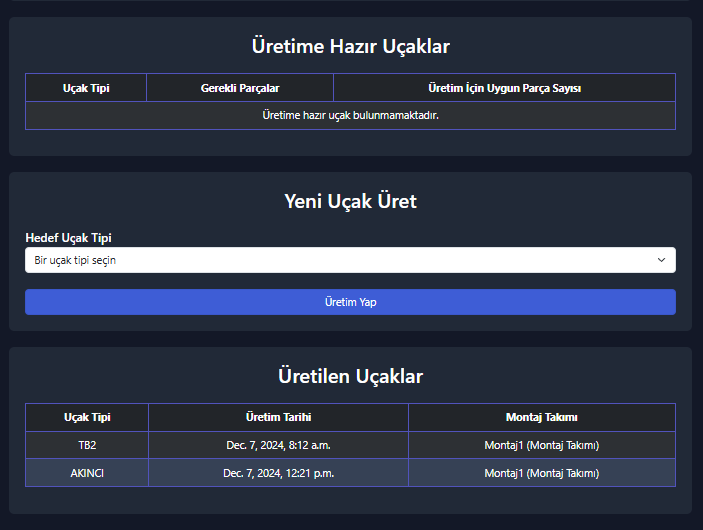 Üretime Hazır Uçaklar
Uçak Tipi Gerekli Parçalar Üretim İçin Uygun Parça Sayısı
Üretime hazır uçak bulunmamaktadır.
Yeni Uçak Üret
Hedef Uçak Tipi
Bir uçak tipi seçin
Üretim Yap
Üretilen Uçaklar
Uçak Tipi Üretim Tarihi Montaj Takımı
TB2 Dec. 7, 2024, 8:12 a.m. Montaj1 (Montaj Takımı)
AKINCI Dec. 7, 2024, 12:21 p.m. Montaj1 (Montaj Takımı)